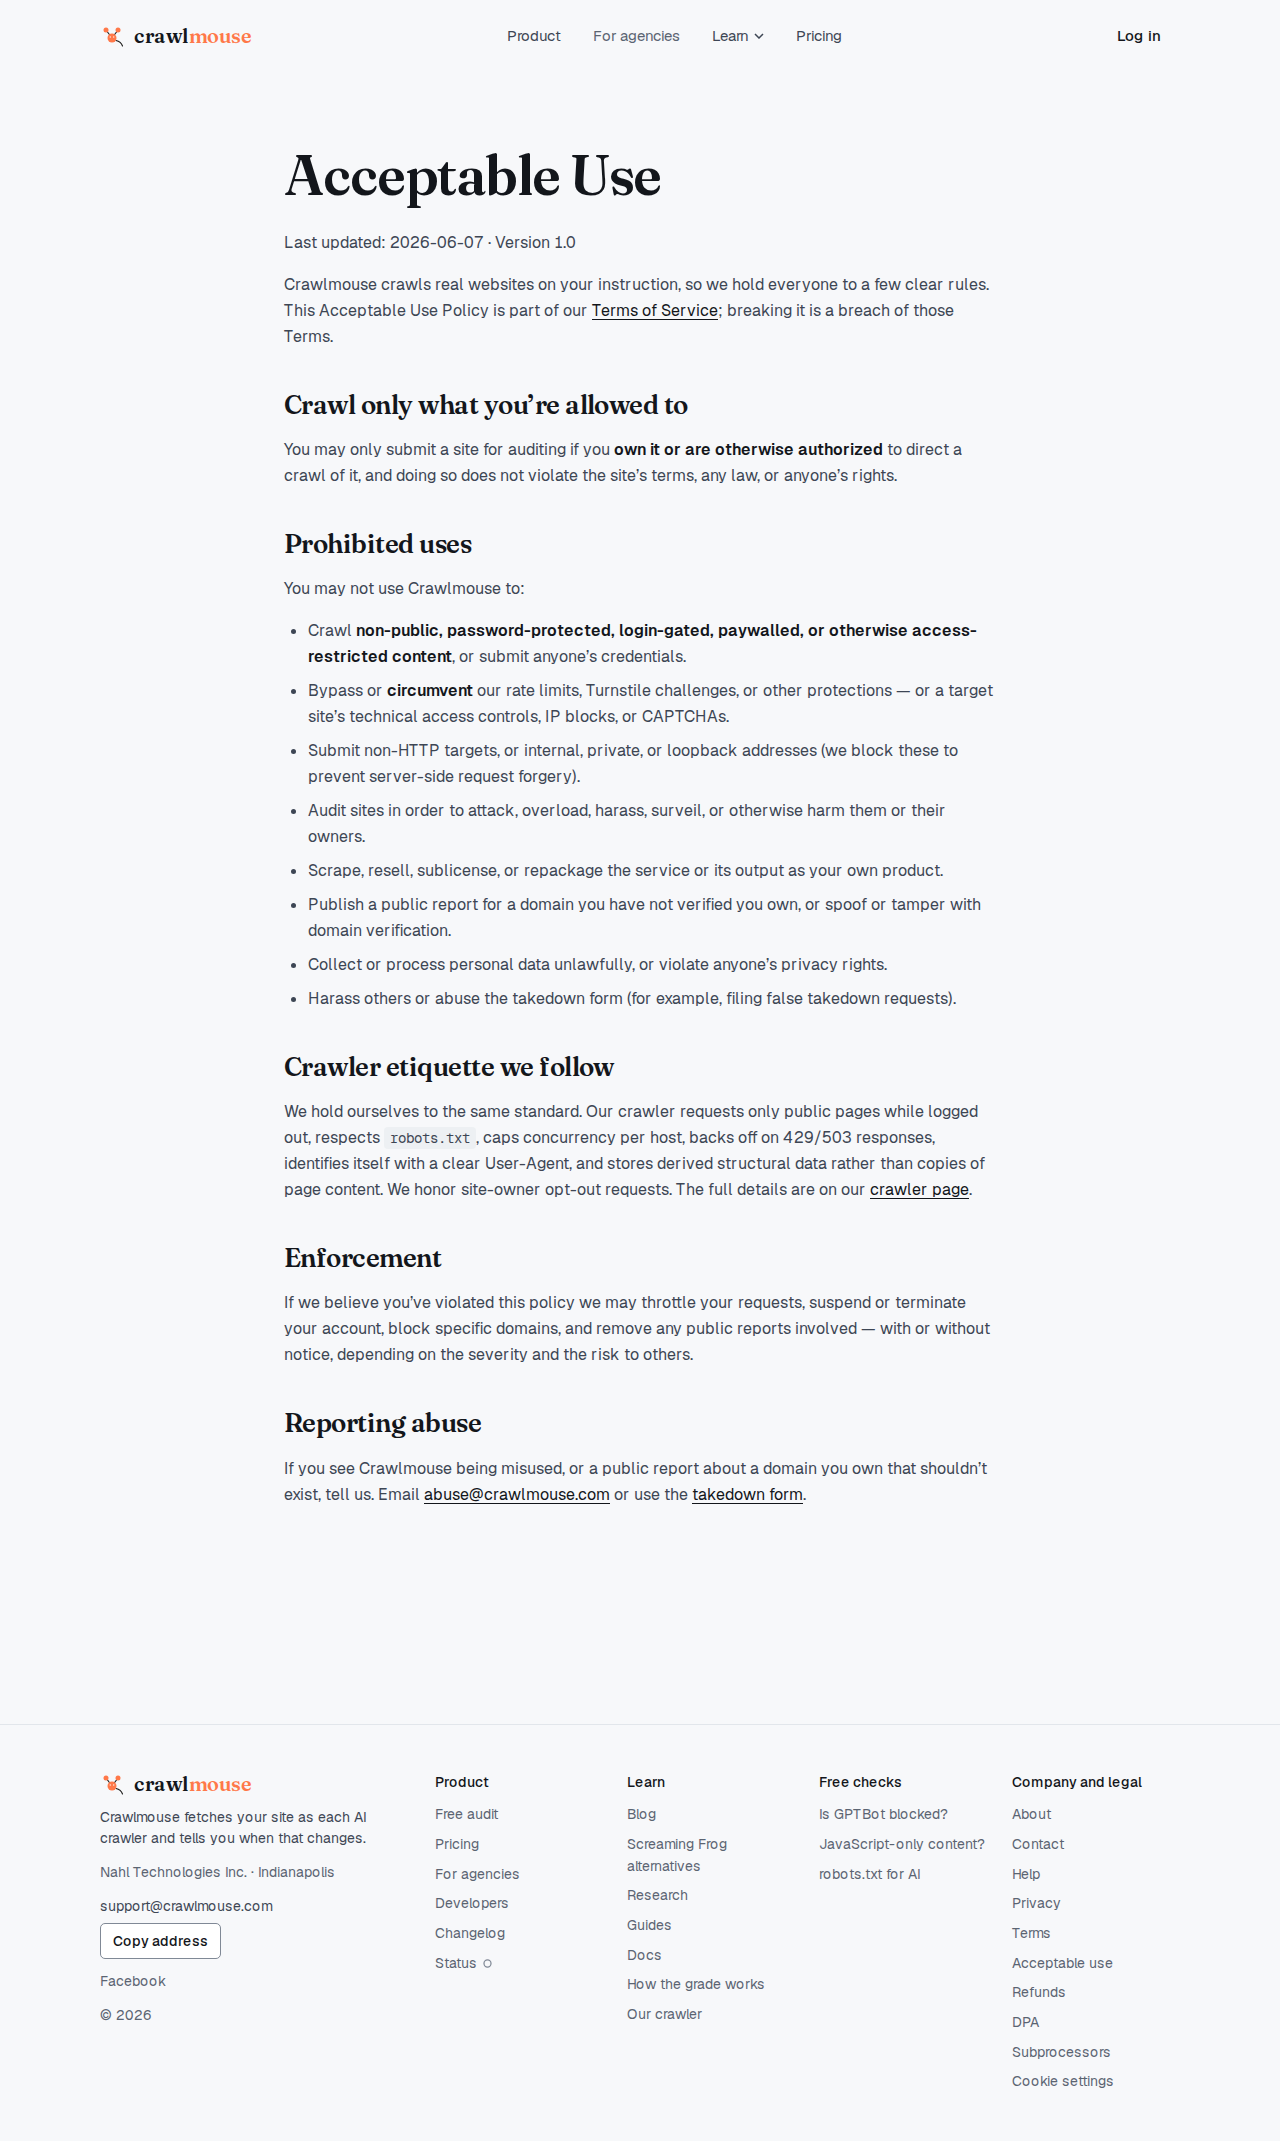 crawlmouse
Product
For agencies
Learn
Pricing
Log in
Acceptable Use
Last updated: 2026-06-07 · Version 1.0
Crawlmouse crawls real websites on your instruction, so we hold everyone to a few clear rules.
This Acceptable Use Policy is part of our Terms of Service; breaking it is a breach of those
Terms.
Crawl only what you’re allowed to
You may only submit a site for auditing if you own it or are otherwise authorized to direct a
crawl of it, and doing so does not violate the site’s terms, any law, or anyone’s rights.
Prohibited uses
You may not use Crawlmouse to:
• Crawl non-public, password-protected, login-gated, paywalled, or otherwise access-
restricted content, or submit anyone’s credentials.
• Bypass or circumvent our rate limits, Turnstile challenges, or other protections — or a target
site’s technical access controls, IP blocks, or CAPTCHAs.
• Submit non-HTTP targets, or internal, private, or loopback addresses (we block these to
prevent server-side request forgery).
• Audit sites in order to attack, overload, harass, surveil, or otherwise harm them or their
owners.
• Scrape, resell, sublicense, or repackage the service or its output as your own product.
• Publish a public report for a domain you have not verified you own, or spoof or tamper with
domain verification.
• Collect or process personal data unlawfully, or violate anyone’s privacy rights.
• Harass others or abuse the takedown form (for example, filing false takedown requests).
Crawler etiquette we follow
We hold ourselves to the same standard. Our crawler requests only public pages while logged
out, respects robots.txt, caps concurrency per host, backs off on 429/503 responses,
identifies itself with a clear User-Agent, and stores derived structural data rather than copies of
page content. We honor site-owner opt-out requests. The full details are on our crawler page.
Enforcement
If we believe you’ve violated this policy we may throttle your requests, suspend or terminate
your account, block specific domains, and remove any public reports involved — with or without
notice, depending on the severity and the risk to others.
Reporting abuse
If you see Crawlmouse being misused, or a public report about a domain you own that shouldn’t
exist, tell us. Email abuse@crawlmouse.com or use the takedown form.
crawlmouse
Crawlmouse fetches your site as each AI
crawler and tells you when that changes.
Nahl Technologies Inc. · Indianapolis
support@crawlmouse.com
Copy address
Facebook
© 2026
Product
Free audit
Pricing
For agencies
Developers
Changelog
Status
Learn
Blog
Screaming Frog
alternatives
Research
Guides
Docs
How the grade works
Our crawler
Free checks
Is GPTBot blocked?
JavaScript-only content?
robots.txt for AI
Company and legal
About
Contact
Help
Privacy
Terms
Acceptable use
Refunds
DPA
Subprocessors
Cookie settings